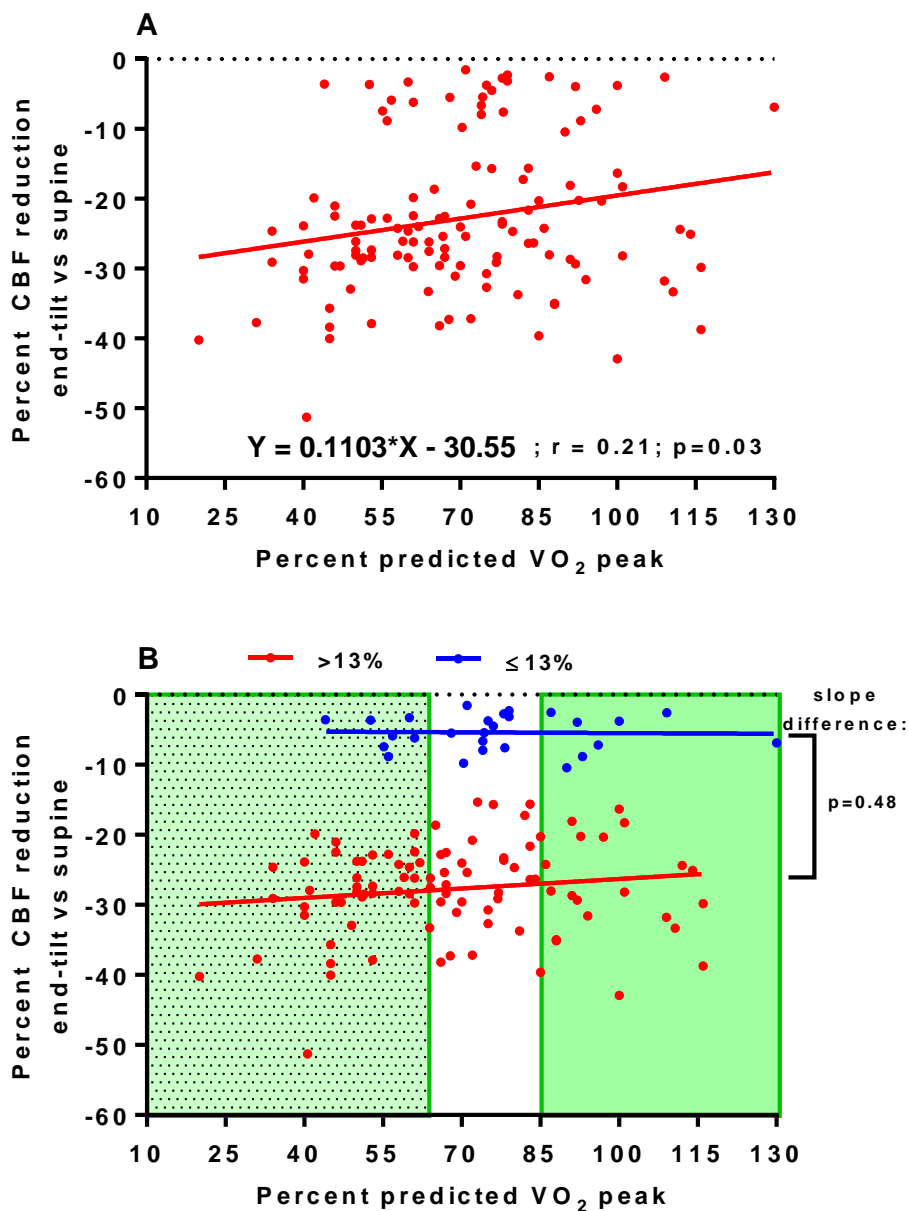 A
0
-10
-20
-30
-40
-50
-60
Percent CBF reduction
end-tilt vs supine
Y = 0.1103*X - 30.55 ; r = 0.21; p=0.03
10 25 40 55 70 85 100 115 130
Percent predicted VO₂ peak
B
>13% ≤ 13%
slope
difference:
p=0.48
0
-10
-20
-30
-40
-50
-60
Percent CBF reduction
end-tilt vs supine
10 25 40 55 70 85 100 115 130
Percent predicted VO₂ peak